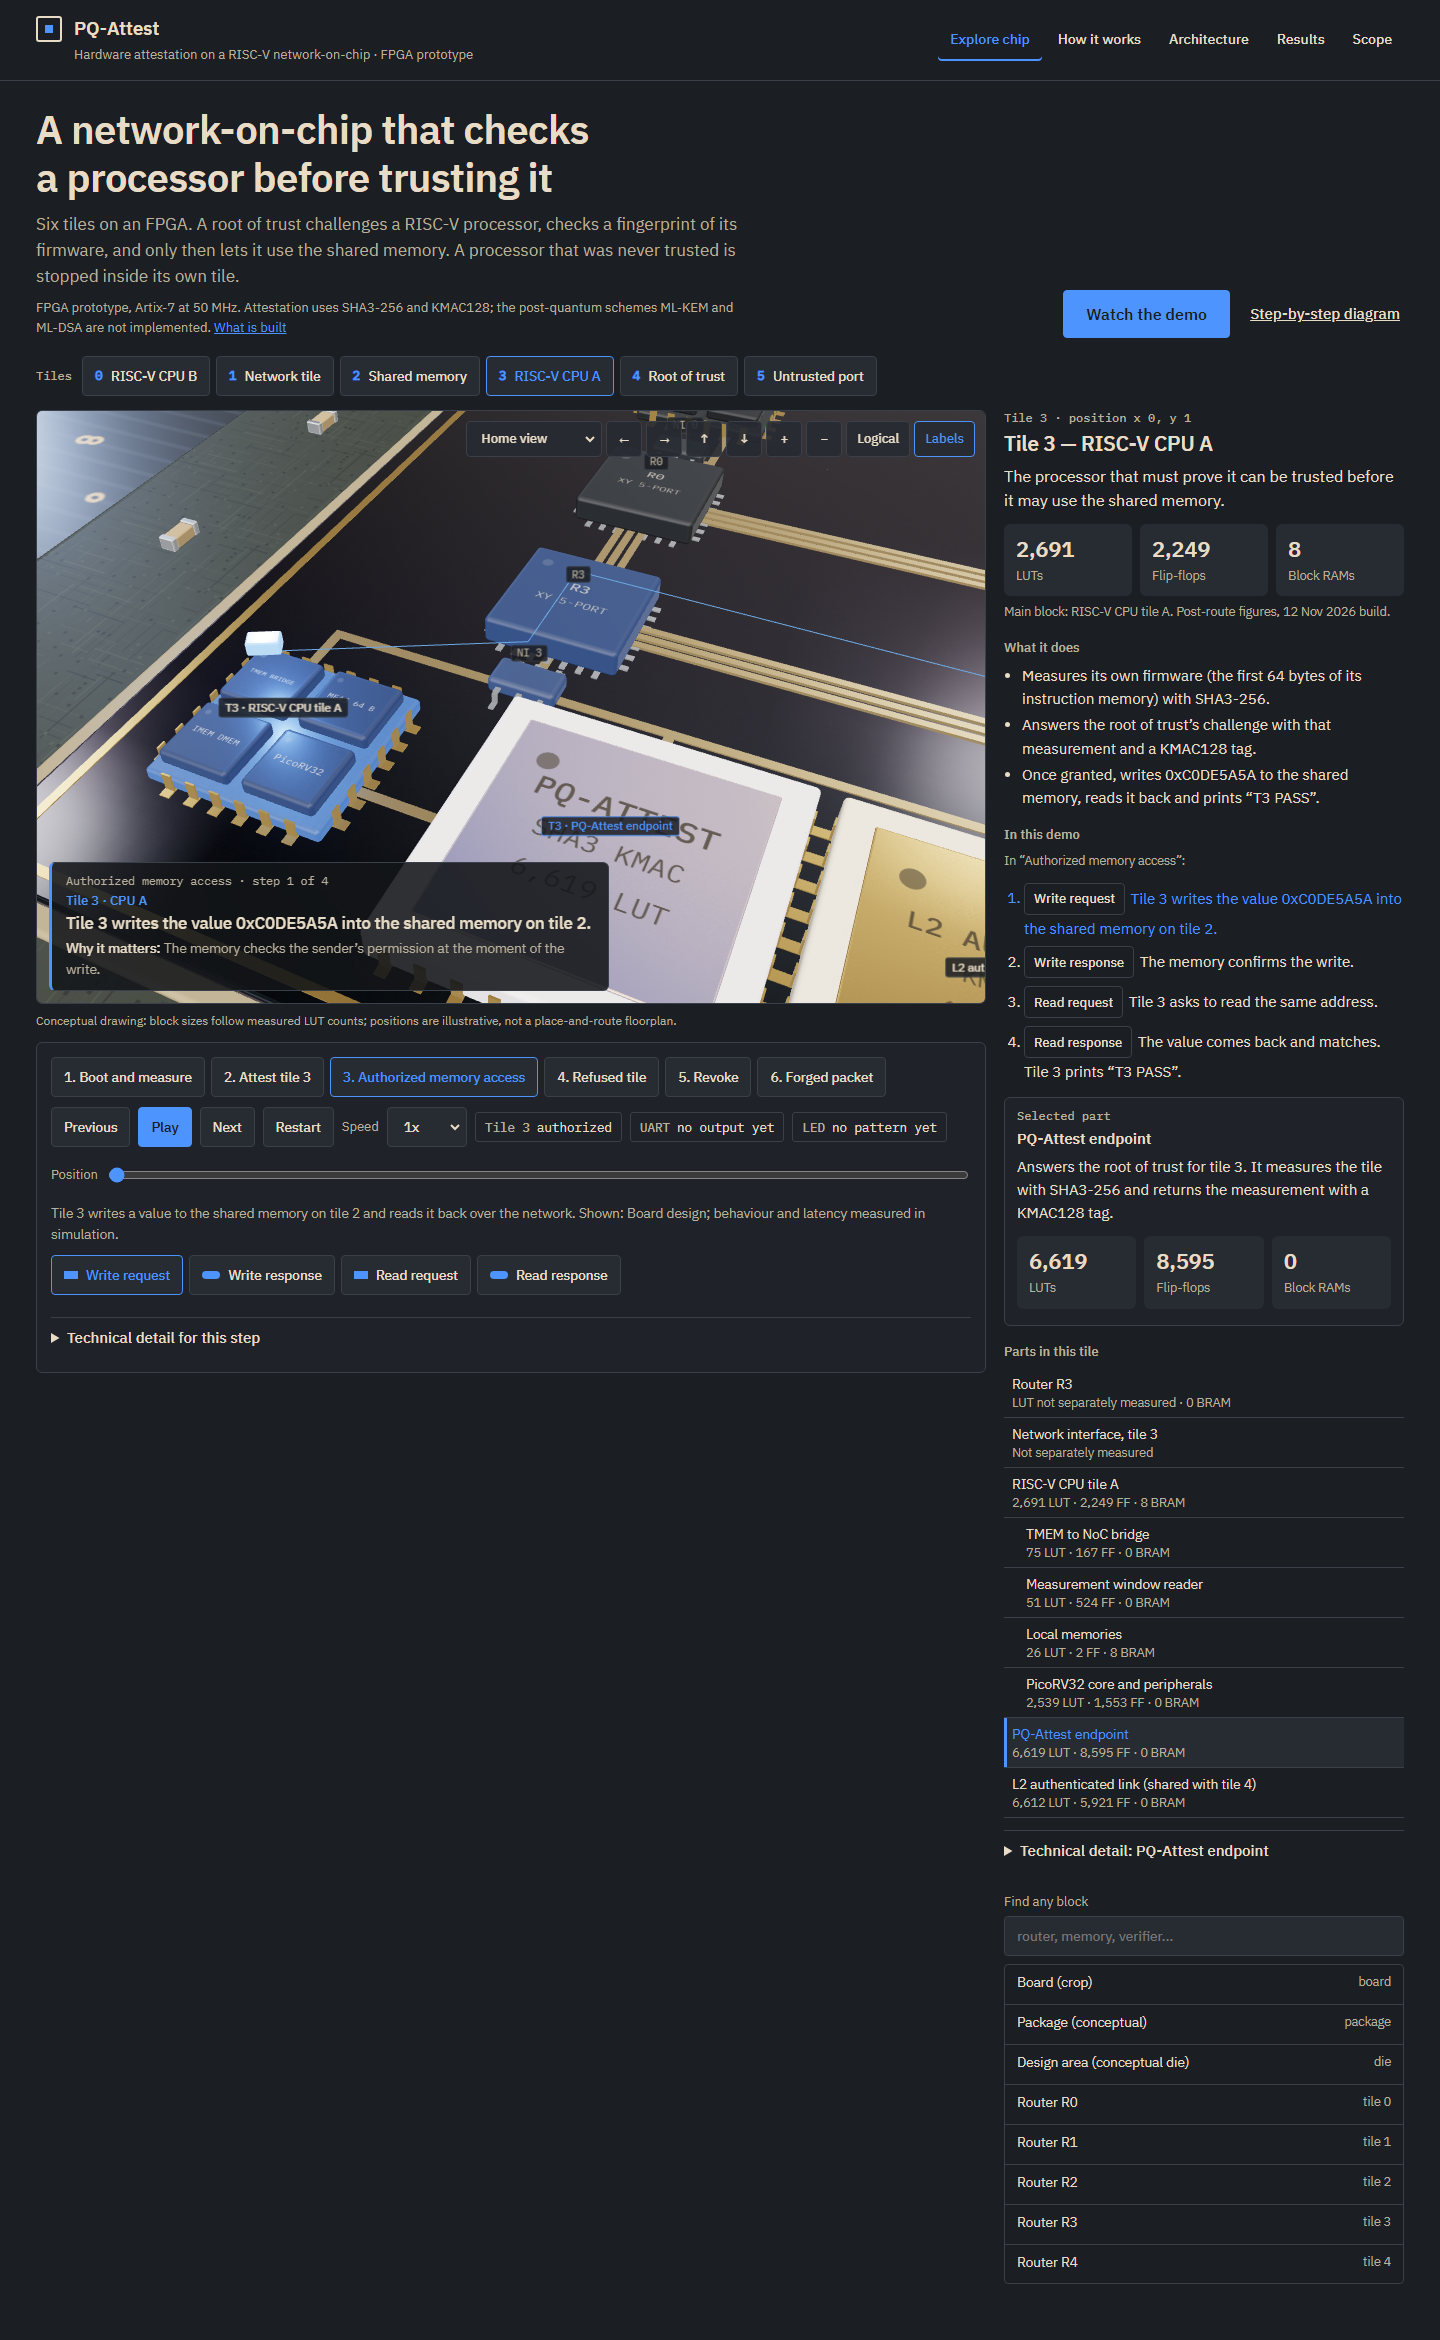 PQ-Attest
Hardware attestation on a RISC-V network-on-chip · FPGA prototype
Explore chip
How it works
Architecture
Results
Scope
A network-on-chip that checks
a processor before trusting it
Six tiles on an FPGA. A root of trust challenges a RISC-V processor, checks a fingerprint of its
firmware, and only then lets it use the shared memory. A processor that was never trusted is
stopped inside its own tile.
FPGA prototype, Artix-7 at 50 MHz. Attestation uses SHA3-256 and KMAC128; the post-quantum schemes ML-KEM and
ML-DSA are not implemented. What is built
Watch the demo
Step-by-step diagram
Tiles
0 RISC-V CPU B
1 Network tile
2 Shared memory
3 RISC-V CPU A
4 Root of trust
5 Untrusted port
Home view
←
→
↑
↓
+
−
Logical
Labels
R0
R0
XY 5-PORT
R3
R3
XY 5-PORT
NI 3
TMEM BRIDGE
T3 · RISC-V CPU tile A
IMEM DMEM
PicoRV32
PQ-ATTEST
T3 · PQ-Attest endpoint
SHA3 KMAC
6,619 LUT
L2 aut
Authorized memory access · step 1 of 4
Tile 3 · CPU A
Tile 3 writes the value 0xC0DE5A5A into the shared memory on tile 2.
Why it matters: The memory checks the sender's permission at the moment of the
write.
Conceptual drawing: block sizes follow measured LUT counts; positions are illustrative, not a place-and-route floorplan.
1. Boot and measure
2. Attest tile 3
3. Authorized memory access
4. Refused tile
5. Revoke
6. Forged packet
Previous
Play
Next
Restart
Speed
1x
Tile 3 authorized
UART no output yet
LED no pattern yet
Position
Tile 3 writes a value to the shared memory on tile 2 and reads it back over the network. Shown: Board design; behaviour and latency measured in
simulation.
Write request
Write response
Read request
Read response
Technical detail for this step
Tile 3 · position x 0, y 1
Tile 3 — RISC-V CPU A
The processor that must prove it can be trusted before
it may use the shared memory.
2,691
LUTs
2,249
Flip-flops
8
Block RAMs
Main block: RISC-V CPU tile A. Post-route figures, 12 Nov 2026 build.
What it does
• Measures its own firmware (the first 64 bytes of its
instruction memory) with SHA3-256.
• Answers the root of trust's challenge with that
measurement and a KMAC128 tag.
• Once granted, writes 0xC0DE5A5A to the shared
memory, reads it back and prints “T3 PASS”.
In this demo
In “Authorized memory access”:
1. Write request Tile 3 writes the value 0xC0DE5A5A into
the shared memory on tile 2.
2. Write response The memory confirms the write.
3. Read request Tile 3 asks to read the same address.
4. Read response The value comes back and matches.
Tile 3 prints “T3 PASS”.
Selected part
PQ-Attest endpoint
Answers the root of trust for tile 3. It measures the tile
with SHA3-256 and returns the measurement with a
KMAC128 tag.
6,619
LUTs
8,595
Flip-flops
0
Block RAMs
Parts in this tile
Router R3
LUT not separately measured · 0 BRAM
Network interface, tile 3
Not separately measured
RISC-V CPU tile A
2,691 LUT · 2,249 FF · 8 BRAM
TMEM to NoC bridge
75 LUT · 167 FF · 0 BRAM
Measurement window reader
51 LUT · 524 FF · 0 BRAM
Local memories
26 LUT · 2 FF · 8 BRAM
PicoRV32 core and peripherals
2,539 LUT · 1,553 FF · 0 BRAM
PQ-Attest endpoint
6,619 LUT · 8,595 FF · 0 BRAM
L2 authenticated link (shared with tile 4)
6,612 LUT · 5,921 FF · 0 BRAM
Technical detail: PQ-Attest endpoint
Find any block
router, memory, verifier...
Board (crop) board
Package (conceptual) package
Design area (conceptual die) die
Router R0 tile 0
Router R1 tile 1
Router R2 tile 2
Router R3 tile 3
Router R4 tile 4